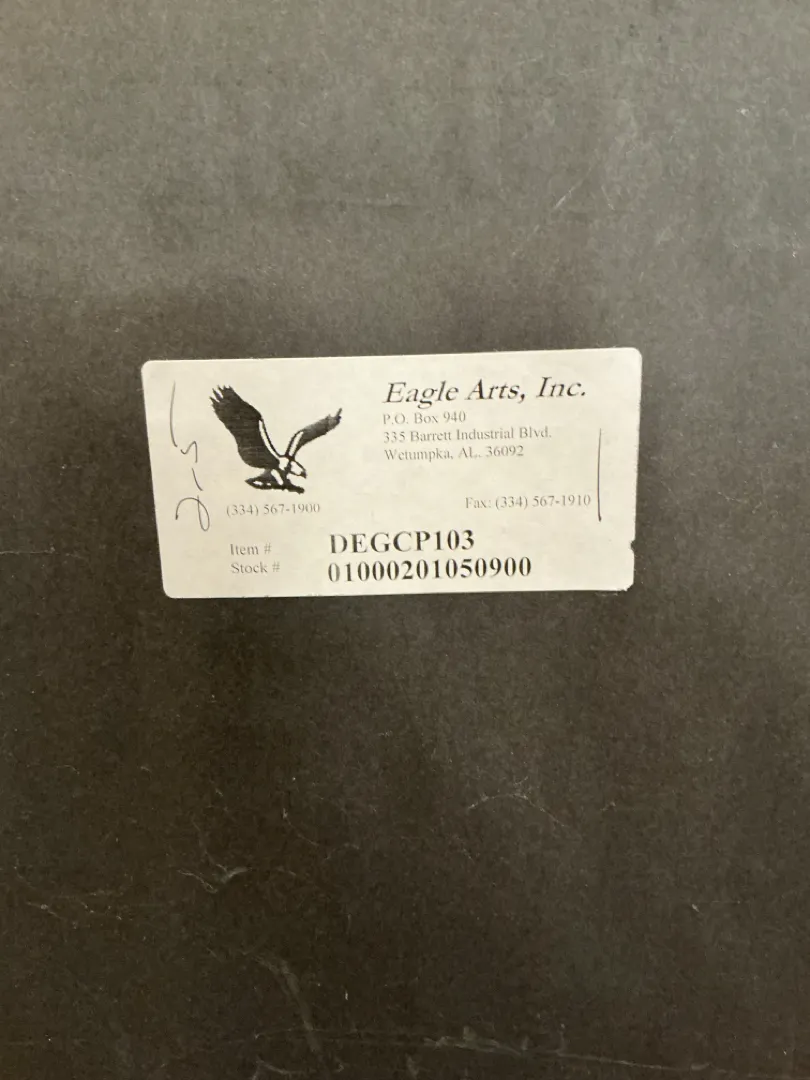 Eagle Arts, Inc.
P.O. Box 940
335 Barrett Industrial Blvd.
Wetumpka, AL. 36092
(334) 567-1900
Fax: (334) 567-1910
Item # DEGCP103
Stock # 01000201050900